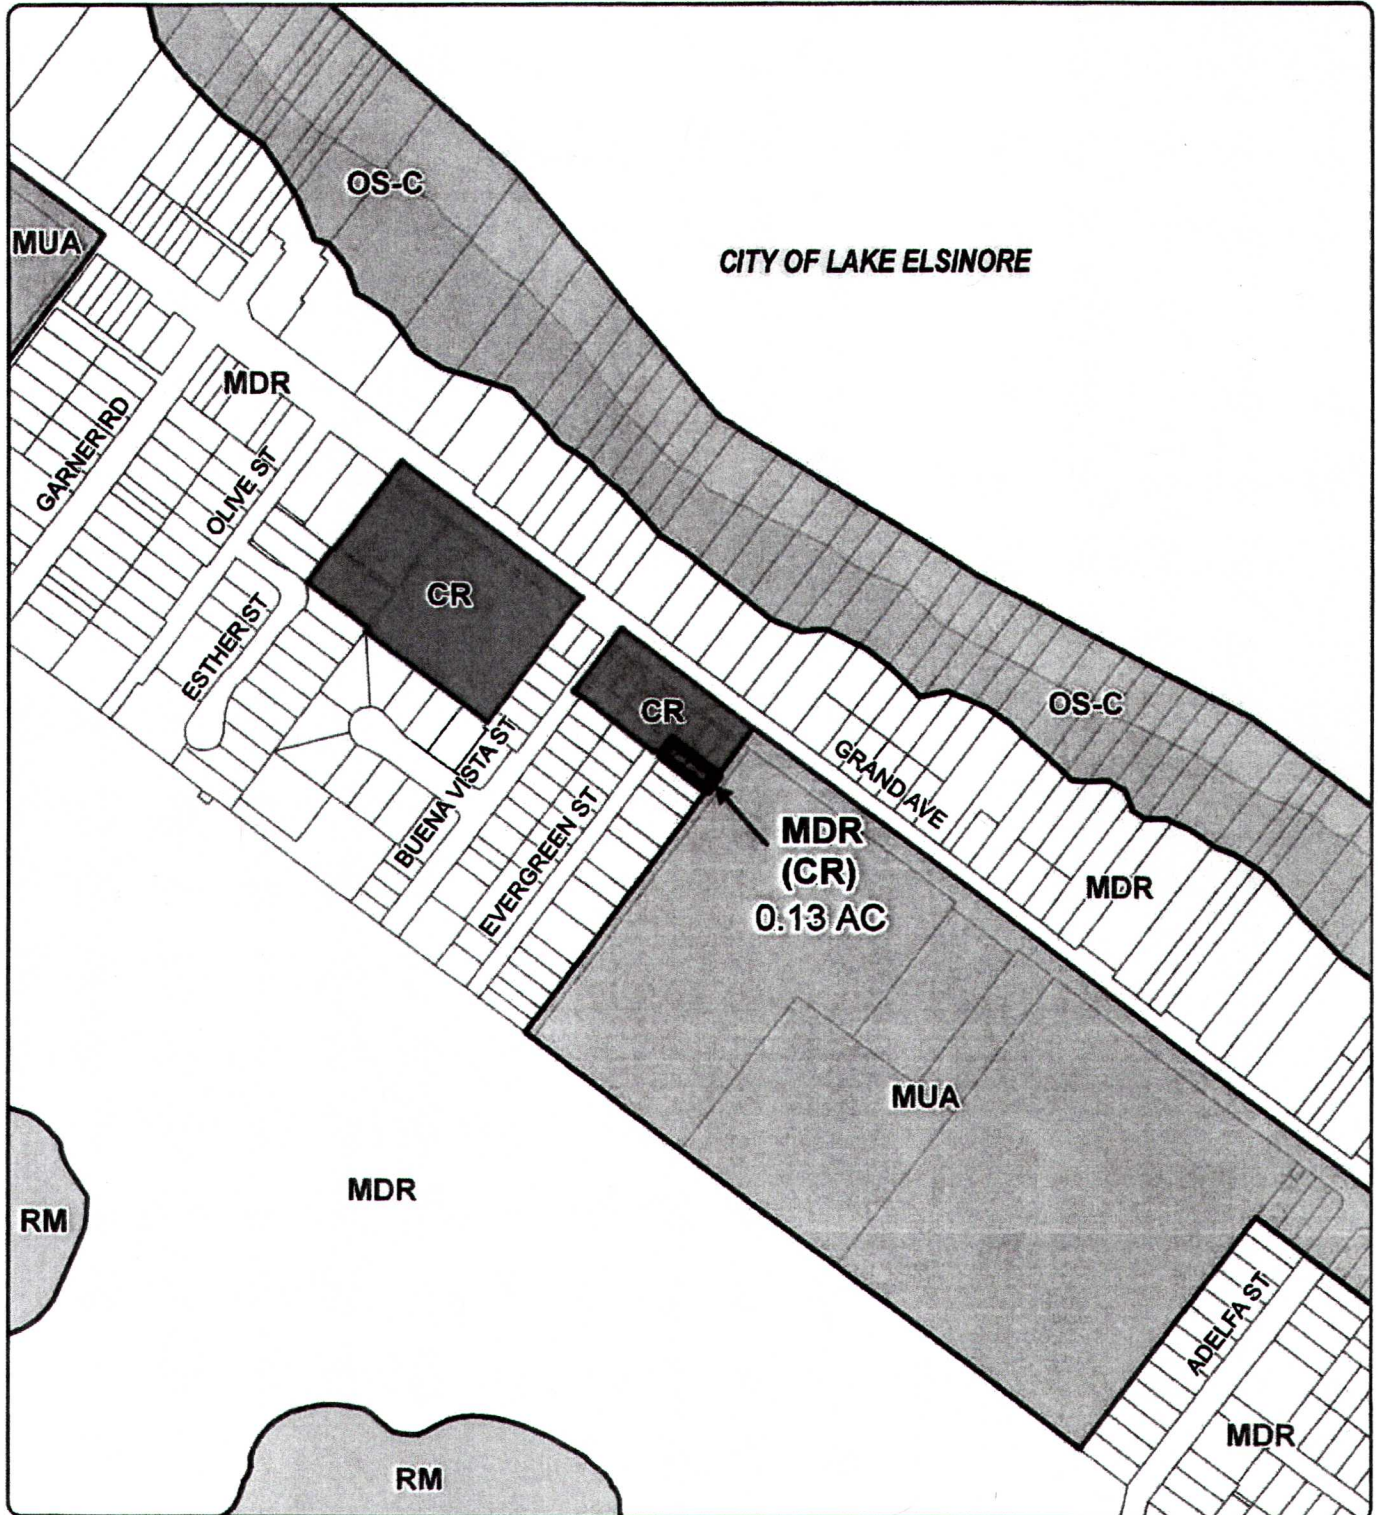 OS-C
MUA
CITY OF LAKE ELSINORE
MDR
GARNER RD
OLIVE ST
CR
ESTHER ST
CR
OS-C
BUENA VISTA ST
GRAND AVE
EVERGREEN ST
MDR
(CR)
0.13 AC
MDR
MUA
MDR
RM
ADELFA ST
MDR
RM